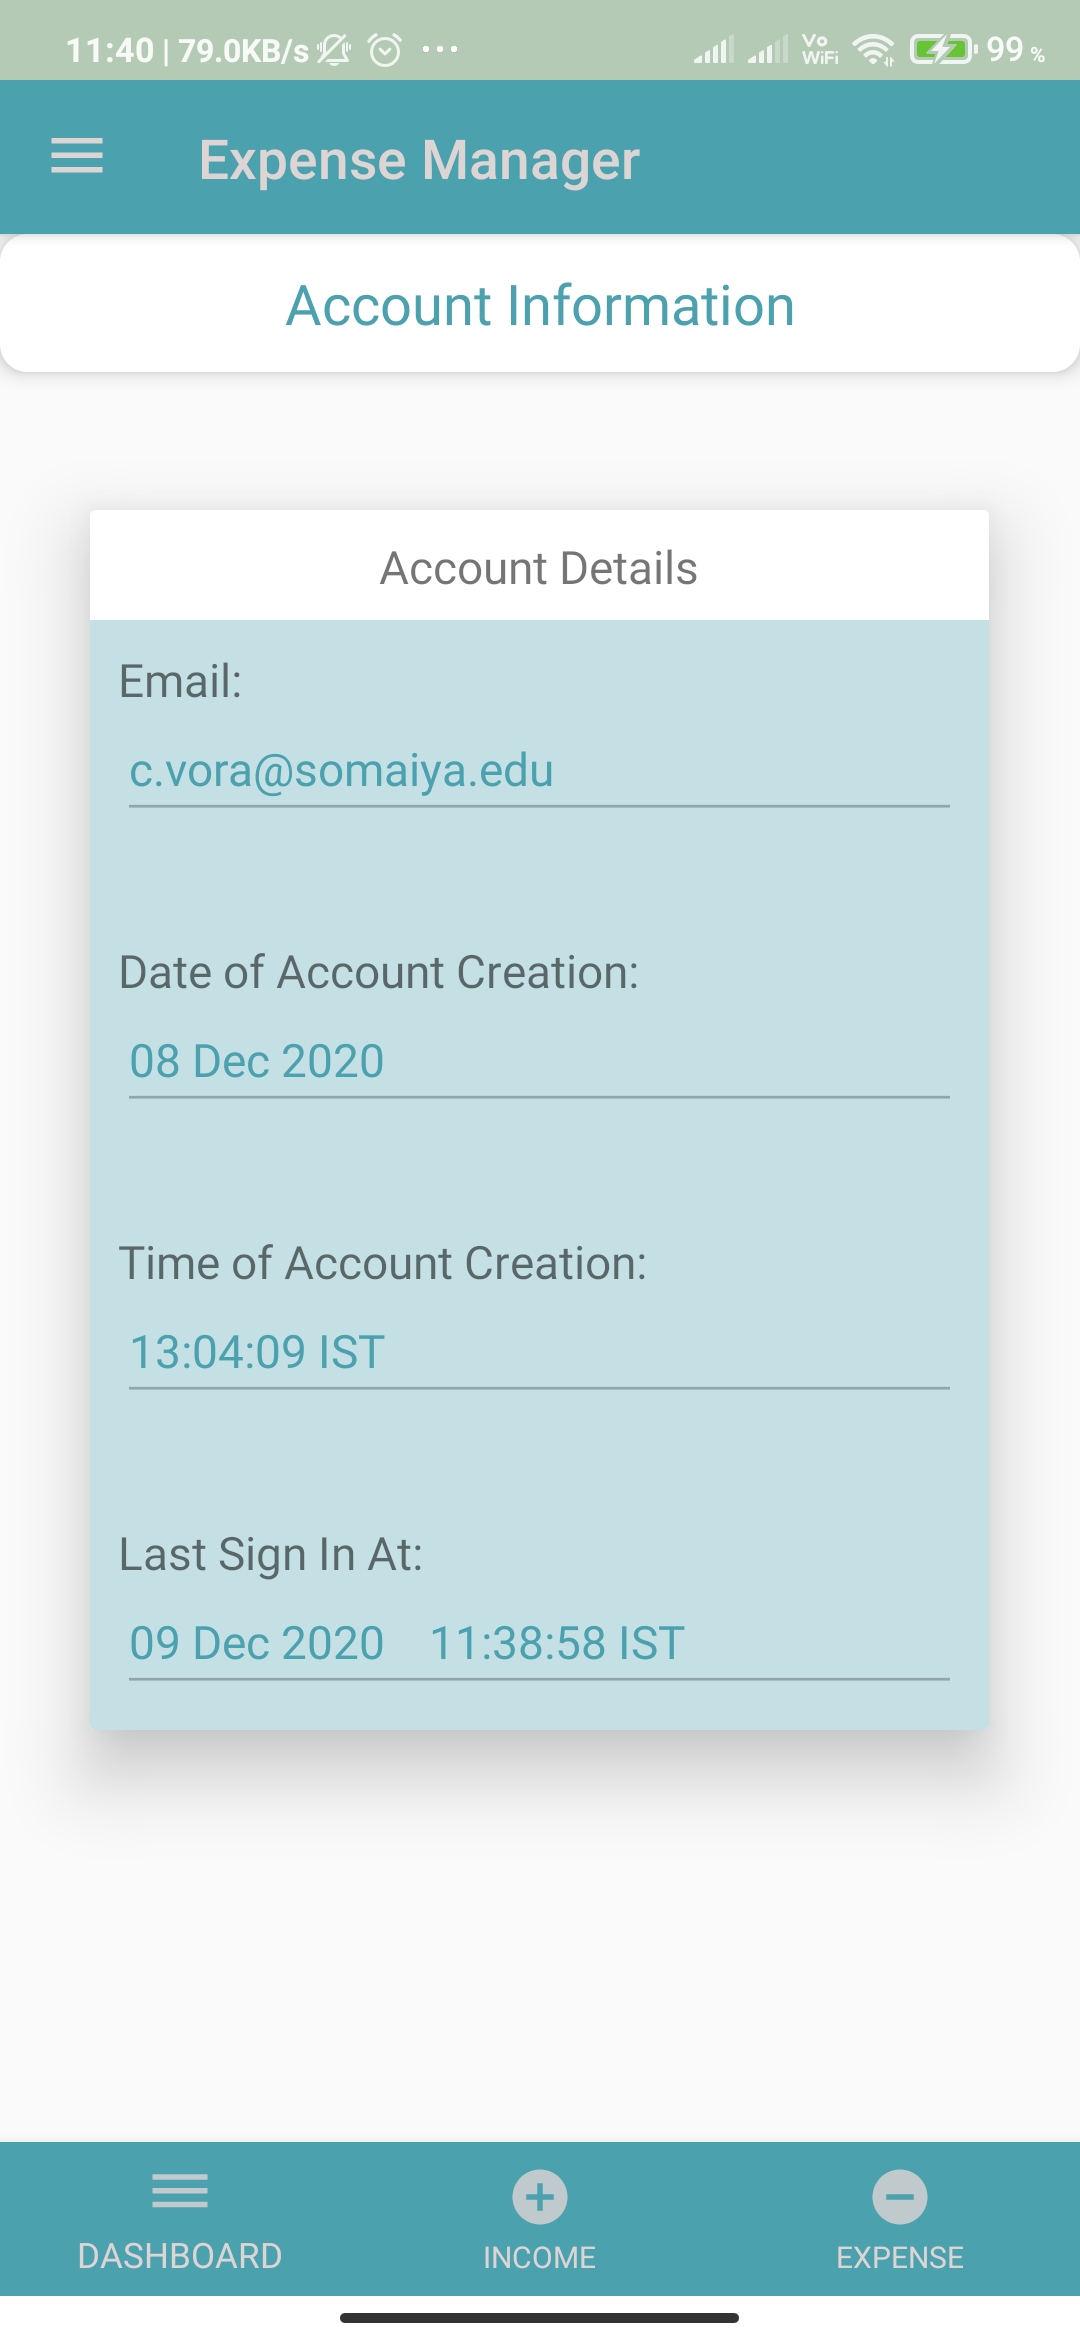 11:40 | 79.0KB/s ... Vo WiFi 99 %
Expense Manager
Account Information
Account Details
Email:
c.vora@somaiya.edu
Date of Account Creation:
08 Dec 2020
Time of Account Creation:
13:04:09 IST
Last Sign In At:
09 Dec 2020 11:38:58 IST
DASHBOARD INCOME EXPENSE